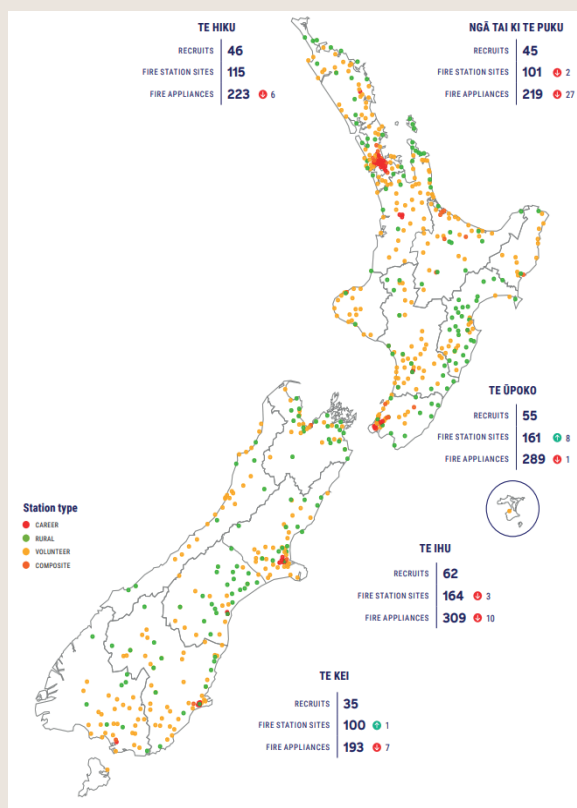 TE HIKU
RECRUITS 46
FIRE STATION SITES 115
FIRE APPLIANCES 223 6
NGĀ TAI KI TE PUKU
RECRUITS 45
FIRE STATION SITES 101 2
FIRE APPLIANCES 219 27
TE ŪPOKO
RECRUITS 55
FIRE STATION SITES 161 8
FIRE APPLIANCES 289 1
Station type
CAREER
RURAL
VOLUNTEER
COMPOSITE
TE IHU
RECRUITS 62
FIRE STATION SITES 164 3
FIRE APPLIANCES 309 10
TE KEI
RECRUITS 35
FIRE STATION SITES 100 1
FIRE APPLIANCES 193 7